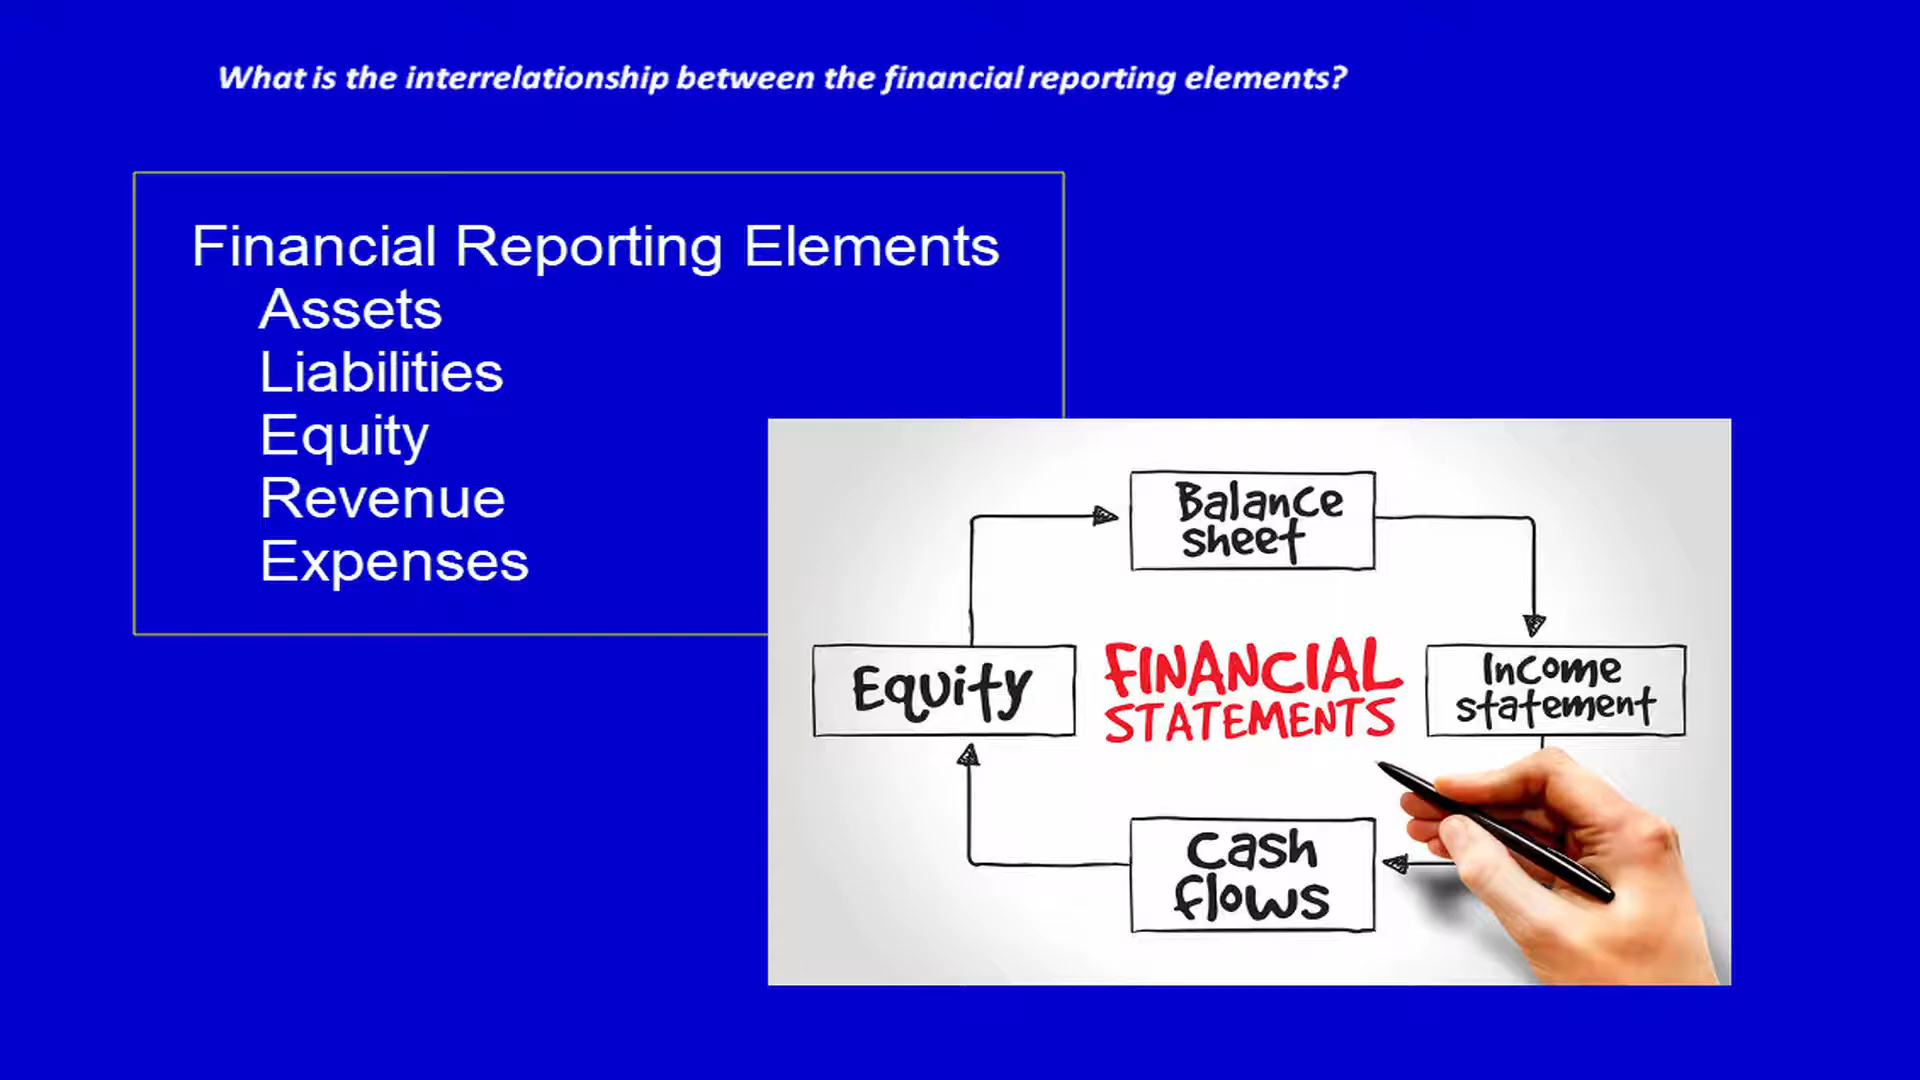 What is the interrelationship between the financial reporting elements?
Financial Reporting Elements
Assets
Liabilities
Equity
Revenue
Expenses
Balance
sheet
Equity
FINANCIAL
STATEMENTS
Income
statement
Cash
flows